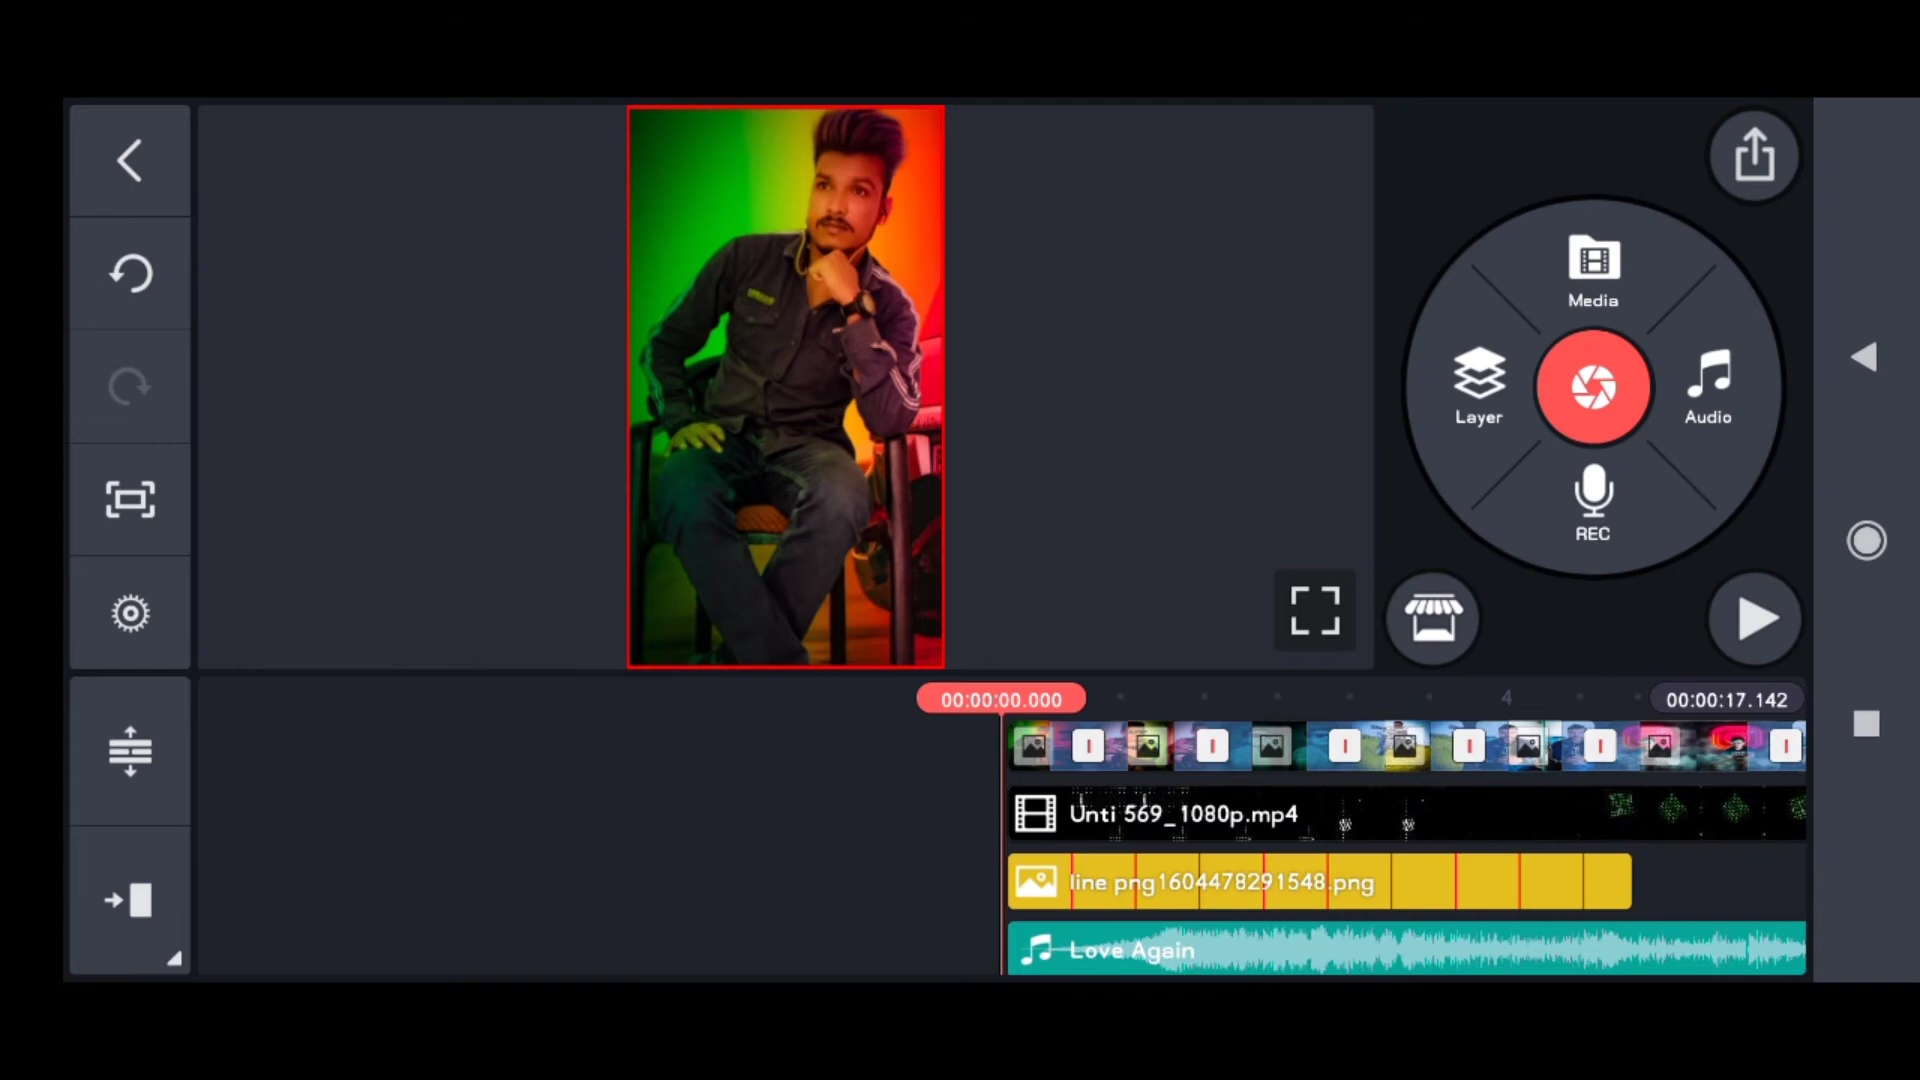 Media
Layer
Audio
REC
00:00:00.000
4
00:00:17.142
Unti 569_1080p.mp4
line png1604478291548.png
Love Again